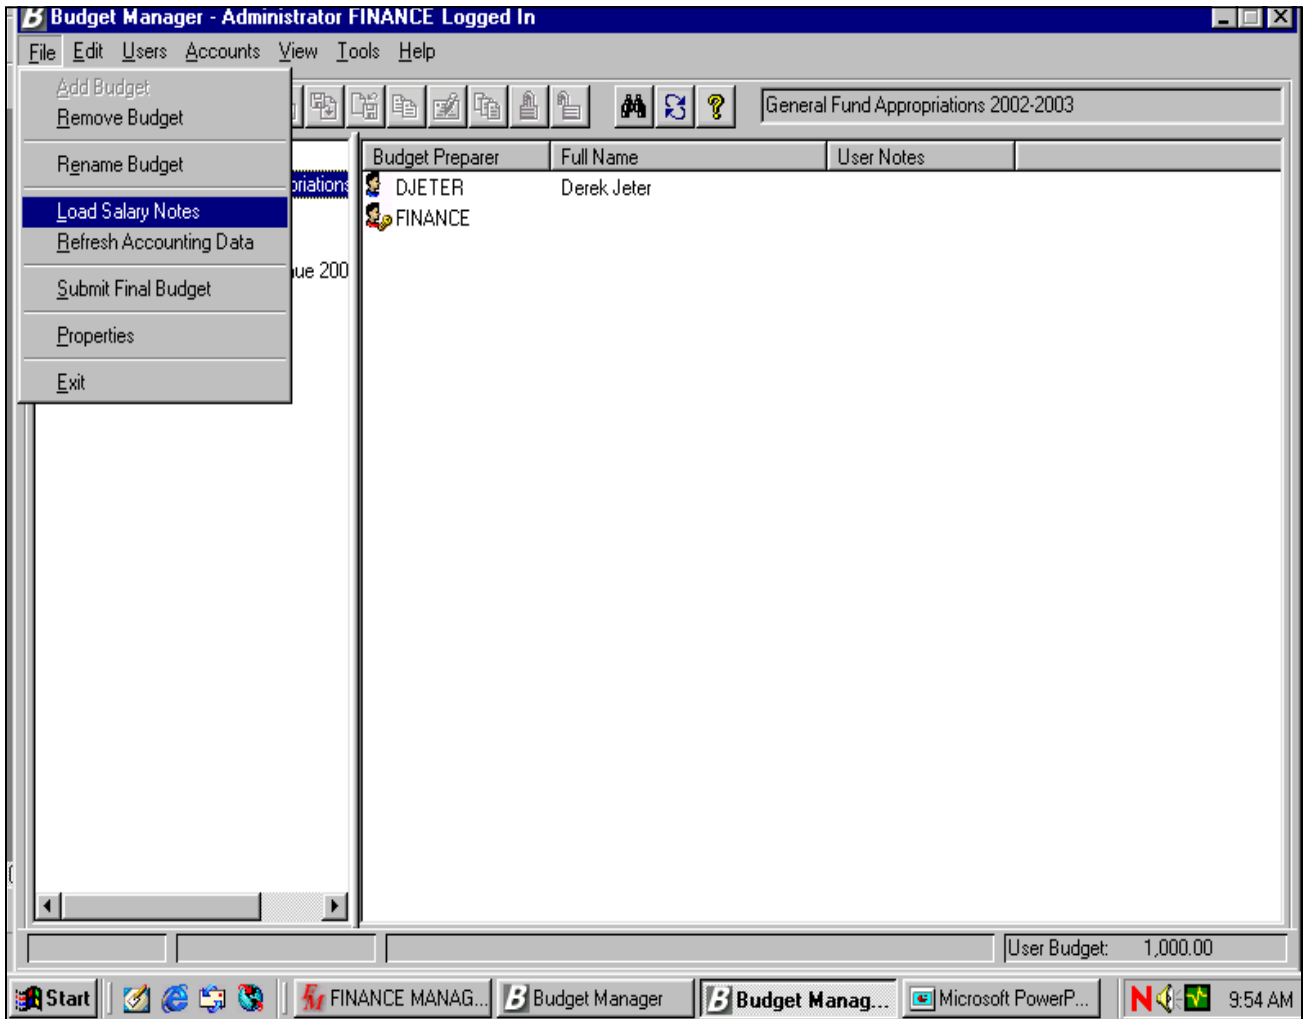 B Budget Manager - Administrator FINANCE Logged In
File Edit Users Accounts View Tools Help
Add Budget
Remove Budget
Rename Budget
Load Salary Notes
Refresh Accounting Data
Submit Final Budget
Properties
Exit
General Fund Appropriations 2002-2003
priations
ue 200
Budget Preparer Full Name User Notes
DJETER Derek Jeter
FINANCE
User Budget: 1,000.00
Start FM FINANCE MANAG... B Budget Manager B Budget Manag... Microsoft PowerP... N 9:54 AM